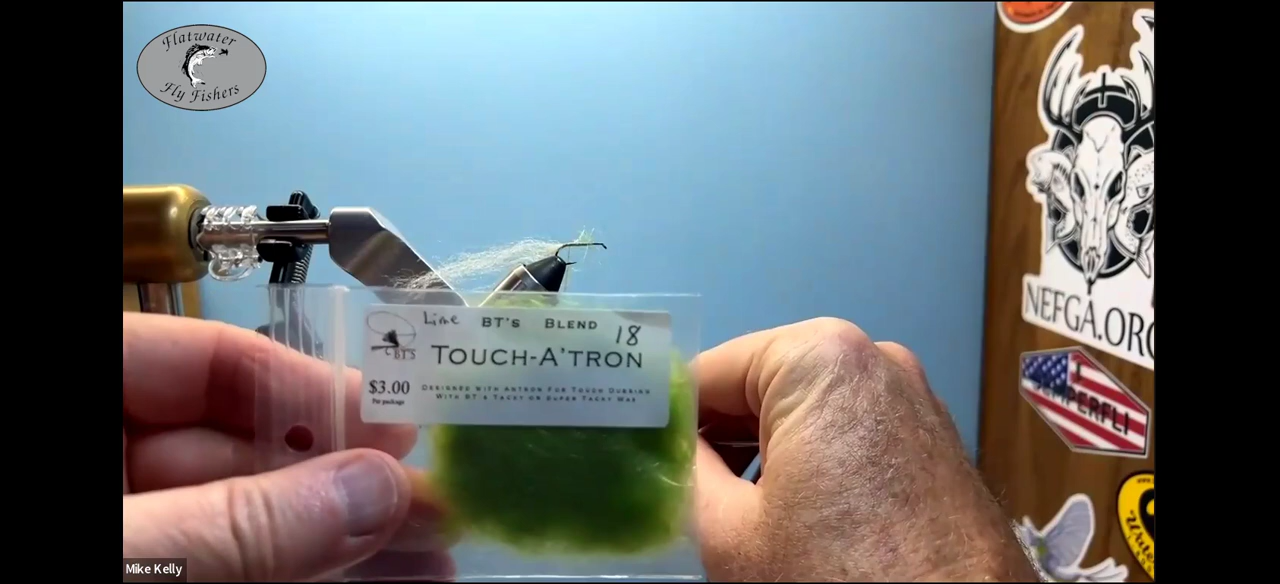 Flatwater
Fly Fishers
Lime BT's BLEND 18
TOUCH-A'TRON
BT'S
$3.00
Per package
DESIGNED WITH ANTRON FOR TOUCH DUBBING
WITH BT'S TACKY OR SUPER TACKY WAX
NEFGA.ORG
I
SEMPERFLI
Mike Kelly